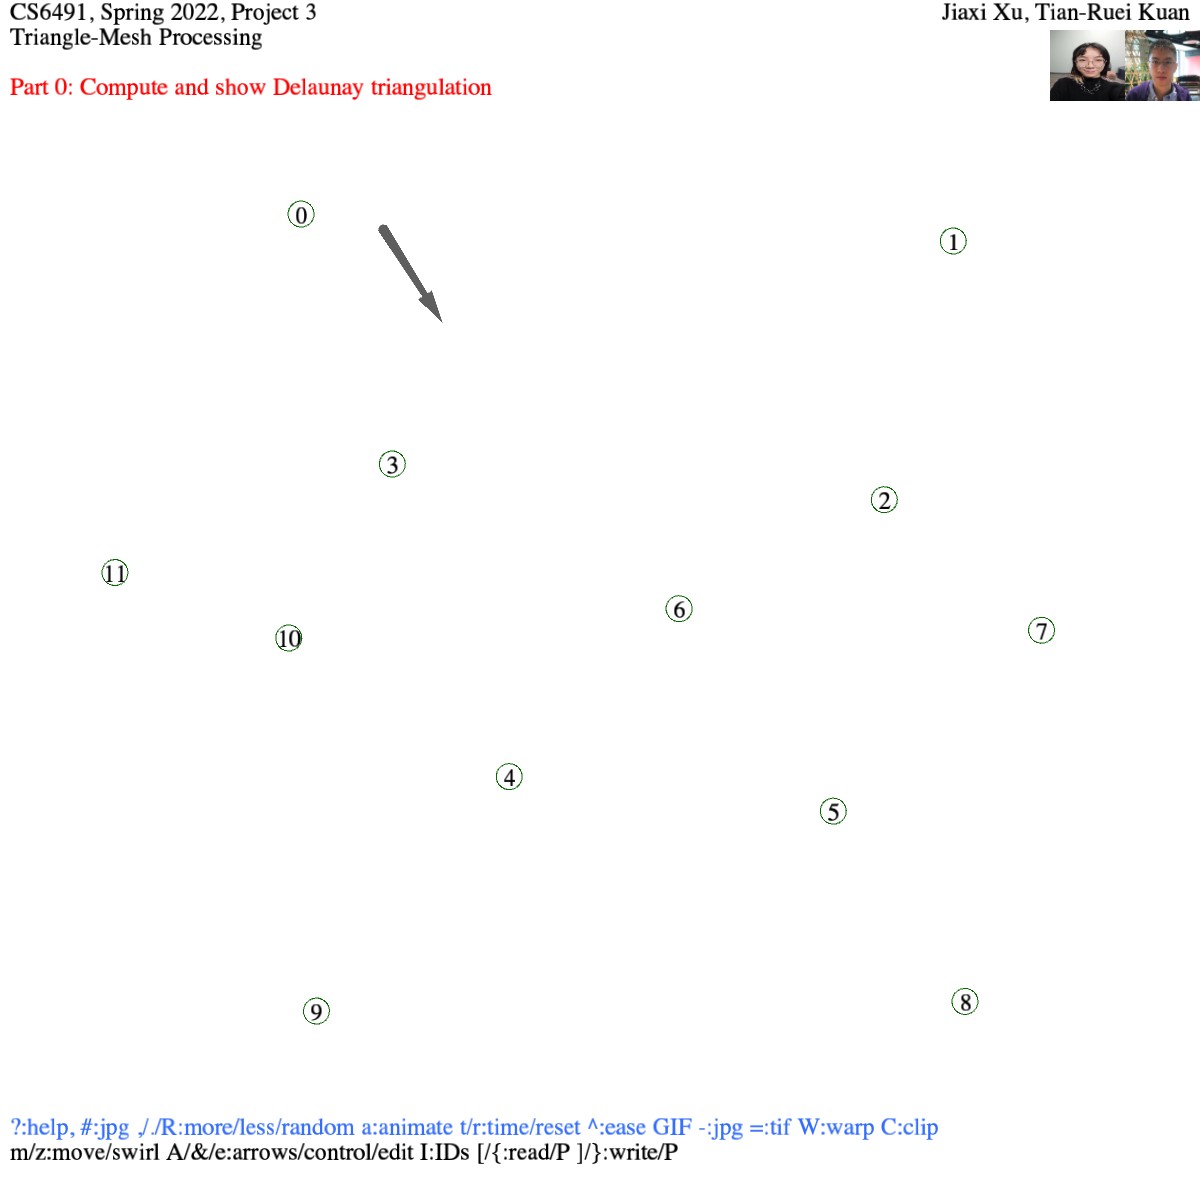 CS6491, Spring 2022, Project 3
Jiaxi Xu, Tian-Ruei Kuan
Triangle-Mesh Processing
Part 0: Compute and show Delaunay triangulation
0
1
3
2
11
6
10
7
4
5
9
8
?:help, #:jpg ,/./R:more/less/random a:animate t/r:time/reset ^:ease GIF -:jpg =:tif W:warp C:clip
m/z:move/swirl A/&/e:arrows/control/edit I:IDs [/{:read/P ]/}:write/P